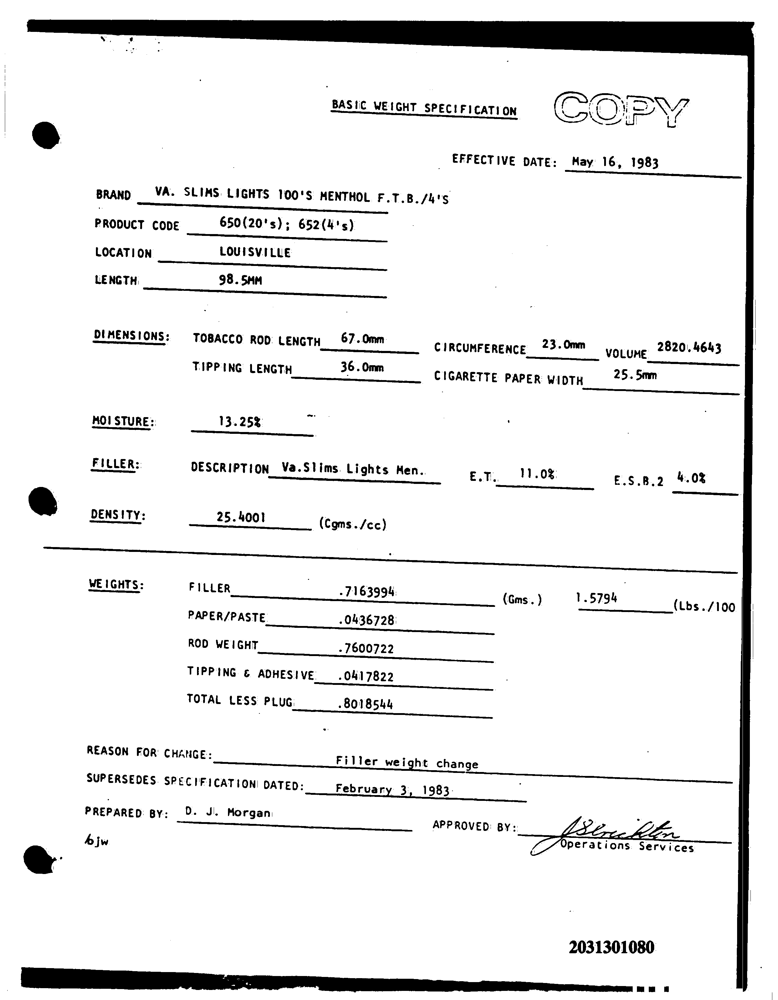 BASIC WEIGHT SPECIFICATION COPY
EFFECTIVE DATE: May 16, 1983
BRAND VA. SLIMS LIGHTS 100'S MENTHOL F.T.B./4'S
PRODUCT CODE 650(20's); 652(4's)
LOCATION LOUISVILLE
LENGTH 98.5MM
DIMENSIONS: TOBACCO ROD LENGTH 67.0mm CIRCUMFERENCE 23.0mm VOLUME 2820.4643
TIPPING LENGTH 36.0mm CIGARETTE PAPER WIDTH 25.5mm
MOISTURE: 13.25%
FILLER: DESCRIPTION Va.Slims Lights Men. E.T. 11.0% E.S.B.2 4.0%
DENSITY: 25.4001 (Cgms./cc)
WEIGHTS: FILLER .7163994 (Gms.) 1.5794 (Lbs./100
PAPER/PASTE .0436728
ROD WEIGHT .7600722
TIPPING & ADHESIVE .0417822
TOTAL LESS PLUG .8018544
REASON FOR CHANGE: Filler weight change
SUPERSEDES SPECIFICATION DATED: February 3, 1983
PREPARED BY: D. J. Morgan APPROVED BY:
bjw Operations Services
2031301080